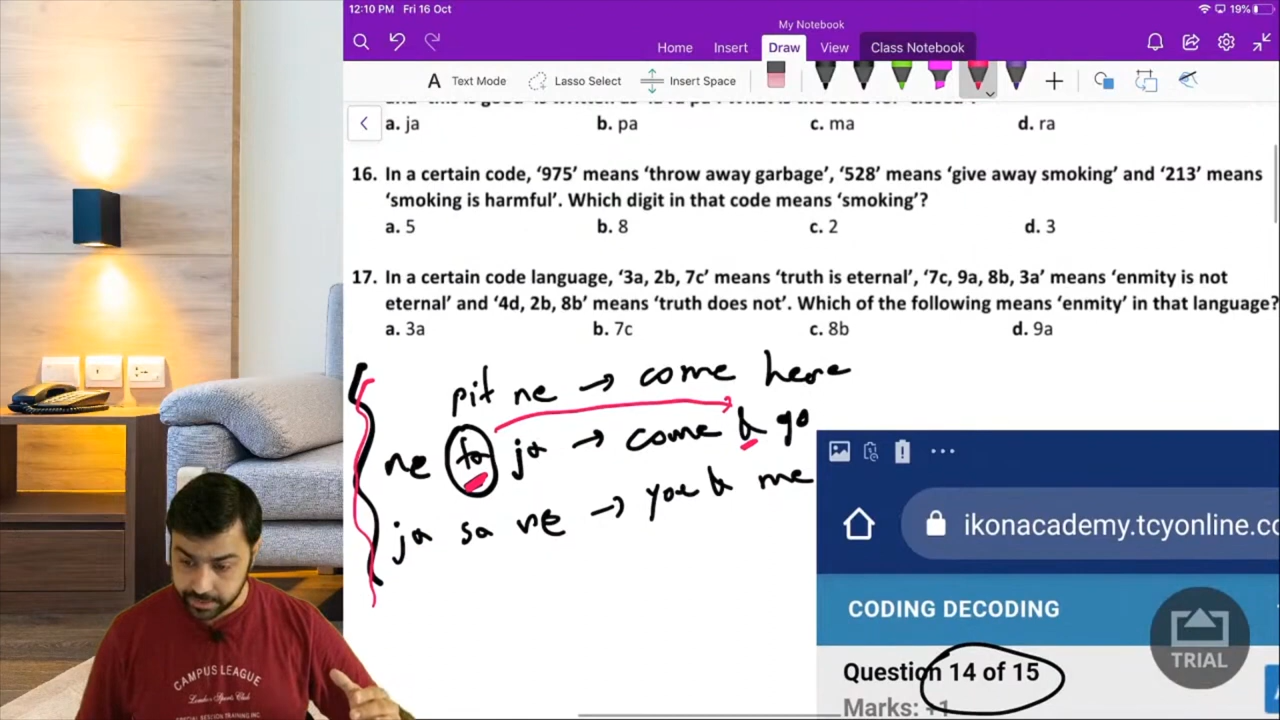 12:10 PM Fri 16 Oct
19%
My Notebook
Home Insert Draw View Class Notebook
A Text Mode Lasso Select Insert Space
a. ja b. pa c. ma d. ra
16. In a certain code, ‘975’ means ‘throw away garbage’, ‘528’ means ‘give away smoking’ and ‘213’ means
‘smoking is harmful’. Which digit in that code means ‘smoking’?
a. 5 b. 8 c. 2 d. 3
17. In a certain code language, ‘3a, 2b, 7c’ means ‘truth is eternal’, ‘7c, 9a, 8b, 3a’ means ‘enmity is not
eternal’ and ‘4d, 2b, 8b’ means ‘truth does not’. Which of the following means ‘enmity’ in that language?
a. 3a b. 7c c. 8b d. 9a
pit ne → come here
ne ta ja → come & go
ja sa ne → you & me
ikonacademy.tcyonline.co
CODING DECODING
Question 14 of 15
Marks: +1
TRIAL
CAMPUS LEAGUE
London Sports Club